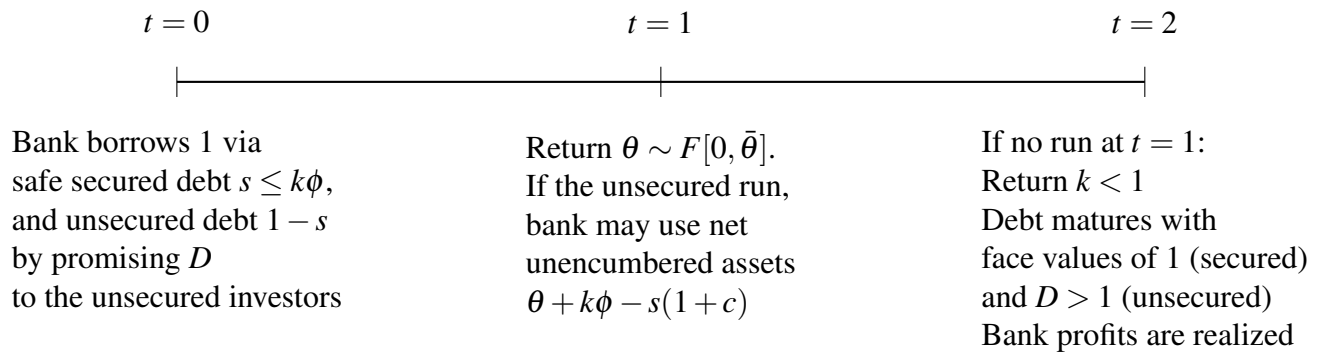 t = 0
t = 1
t = 2
Bank borrows 1 via
safe secured debt s ≤ kϕ,
and unsecured debt 1 − s
by promising D
to the unsecured investors
Return θ ∼ F[0, θ̄].
If the unsecured run,
bank may use net
unencumbered assets
θ + kϕ − s(1 + c)
If no run at t = 1:
Return k < 1
Debt matures with
face values of 1 (secured)
and D > 1 (unsecured)
Bank profits are realized